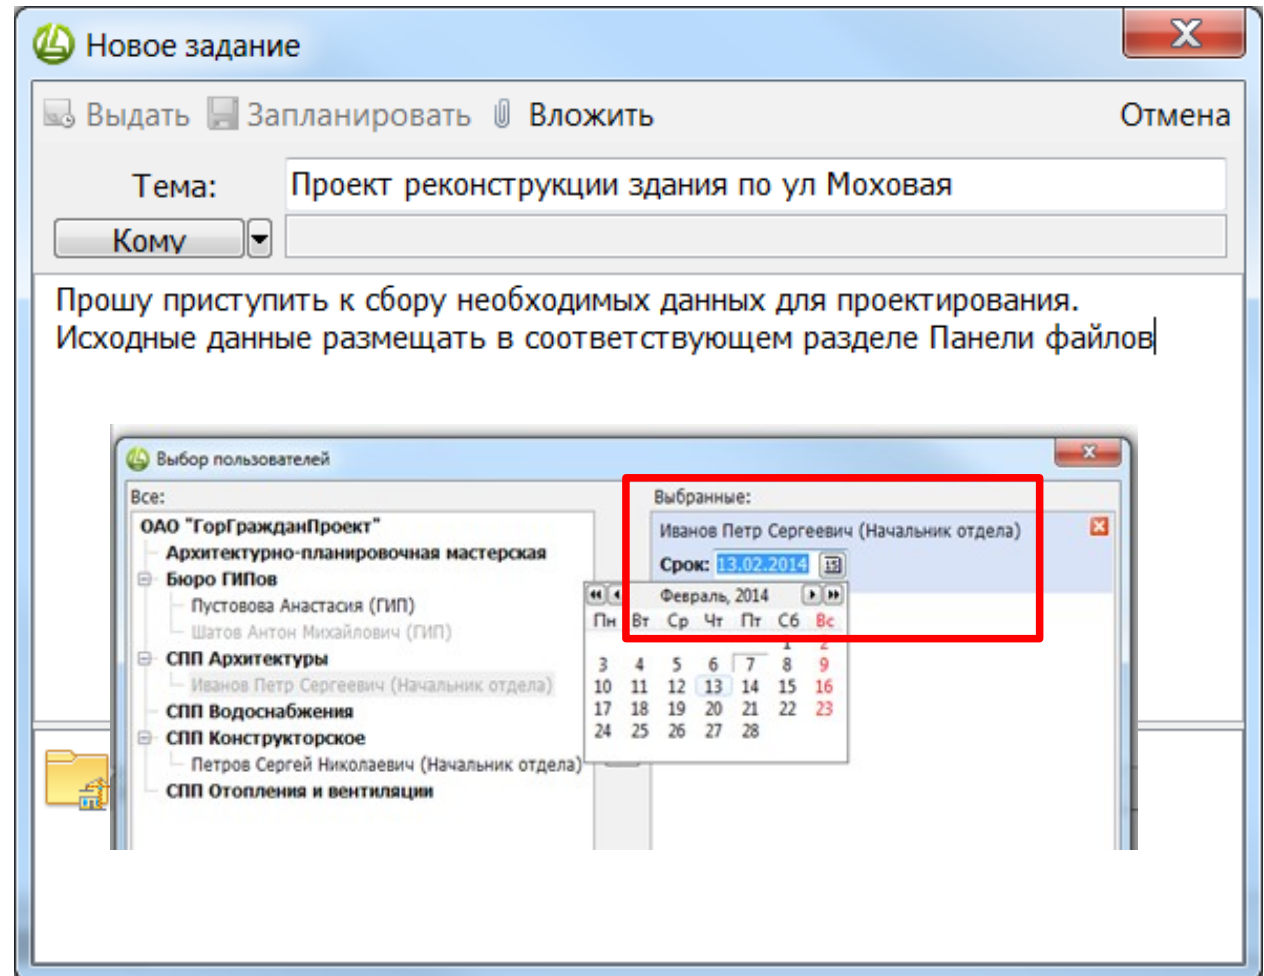 Новое задание
Выдать Запланировать Вложить Отмена
Тема: Проект реконструкции здания по ул Моховая
Кому
Прошу приступить к сбору необходимых данных для проектирования.
Исходные данные размещать в соответствующем разделе Панели файлов
Выбор пользователей
Все:
ОАО "ГорГражданПроект"
Архитектурно-планировочная мастерская
Бюро ГИПов
Пустовова Анастасия (ГИП)
Шатов Антон Михайлович (ГИП)
СПП Архитектуры
Иванов Петр Сергеевич (Начальник отдела)
СПП Водоснабжения
СПП Конструкторское
Петров Сергей Николаевич (Начальник отдела)
СПП Отопления и вентиляции
Выбранные:
Иванов Петр Сергеевич (Начальник отдела)
Срок: 13.02.2014 15
Февраль, 2014
Пн Вт Ср Чт Пт Сб Вс
1 2
3 4 5 6 7 8 9
10 11 12 13 14 15 16
17 18 19 20 21 22 23
24 25 26 27 28